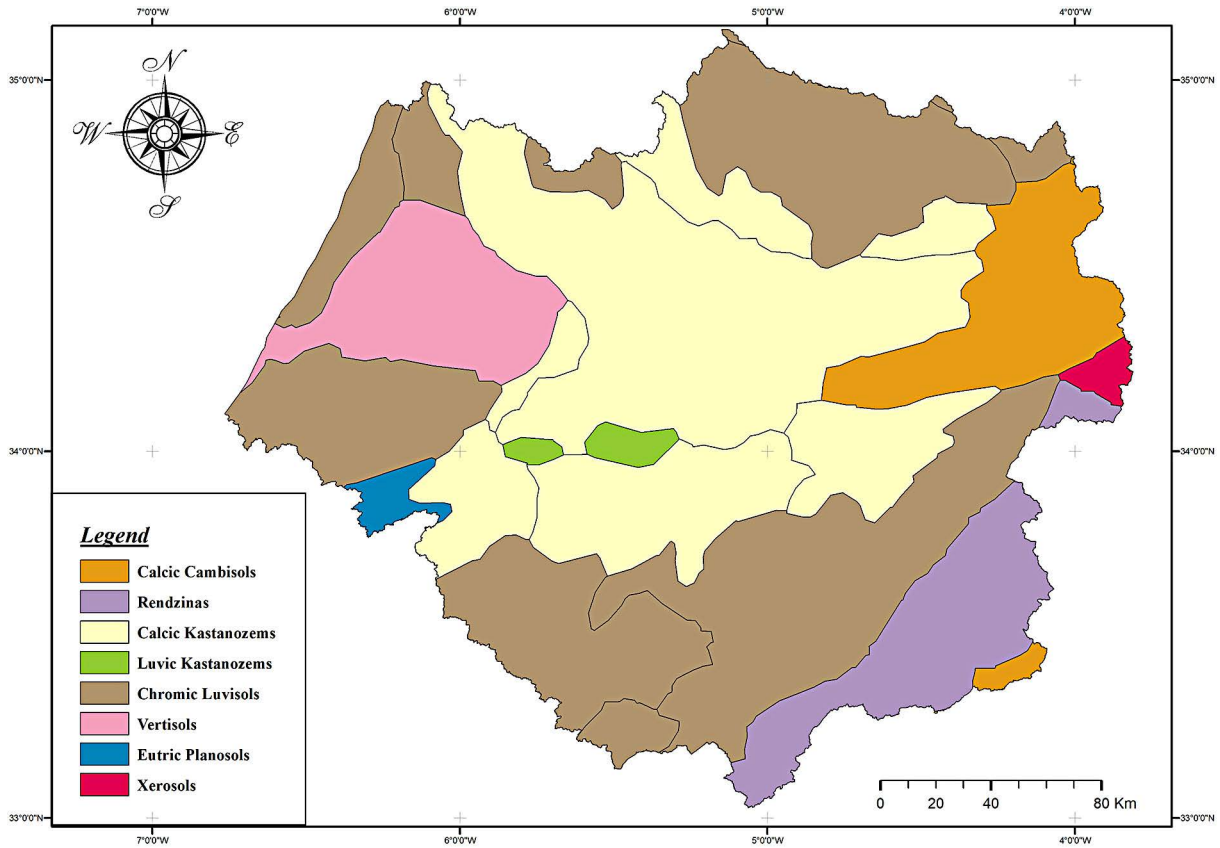 7°0'0"W 6°0'0"W 5°0'0"W 4°0'0"W
N
W E
S
35°0'0"N 35°0'0"N
34°0'0"N 34°0'0"N
Legend
Calcic Cambisols
Rendzinas
Calcic Kastanozems
Luvic Kastanozems
Chromic Luvisols
Vertisols
Eutric Planosols
Xerosols
0 20 40 80 Km
33°0'0"N 33°0'0"N
7°0'0"W 6°0'0"W 5°0'0"W 4°0'0"W